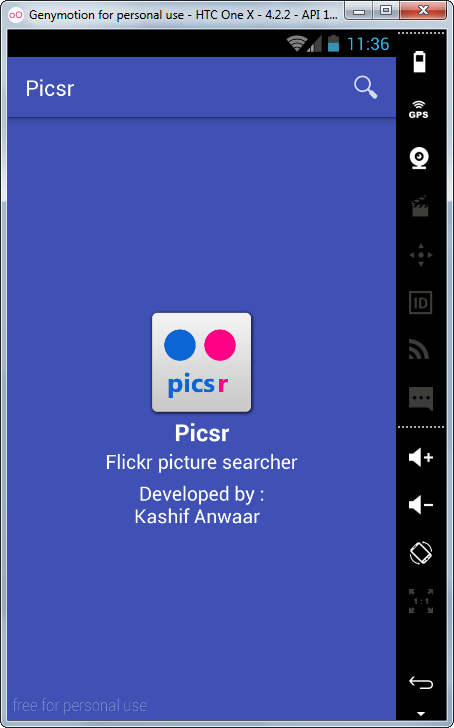 Genymotion for personal use - HTC One X - 4.2.2 - API 1...
11:36
Picsr
GPS
ID
picsr
Picsr
Flickr picture searcher
Developed by :
Kashif Anwaar
1:1
free for personal use